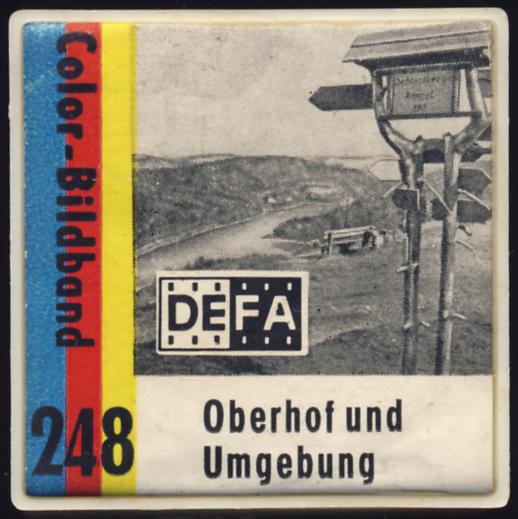 Color-Bildband
248
DEFA
Oberhof und
Umgebung